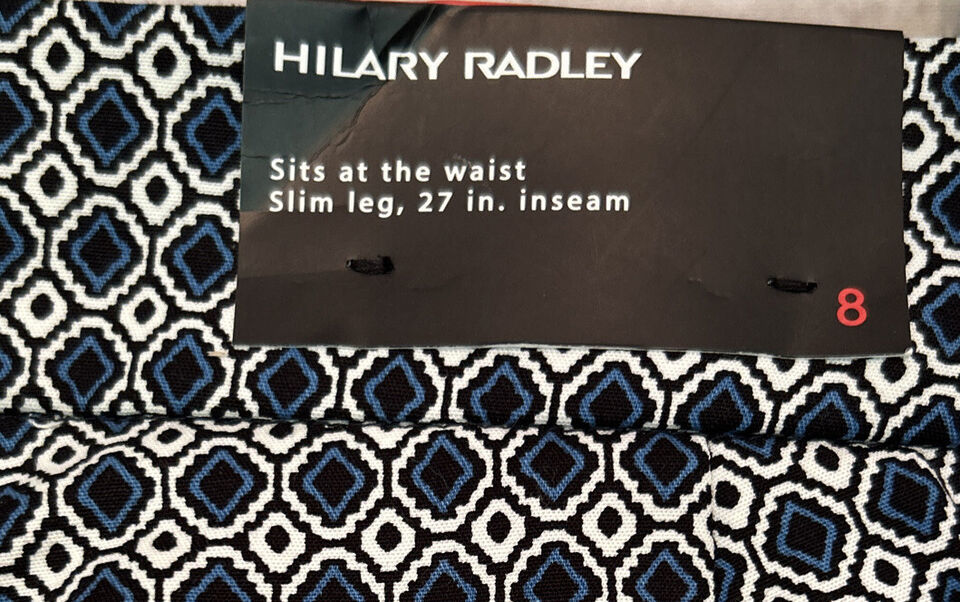 HILARY RADLEY
Sits at the waist
Slim leg, 27 in. inseam
8